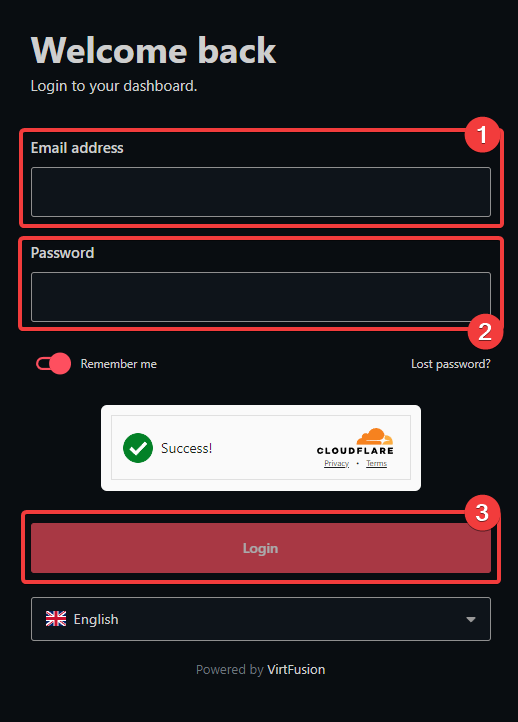 Welcome back
Login to your dashboard.
1
Email address
Password
2
Remember me
Lost password?
Success!
CLOUDFLARE
Privacy • Terms
3
Login
English
Powered by VirtFusion